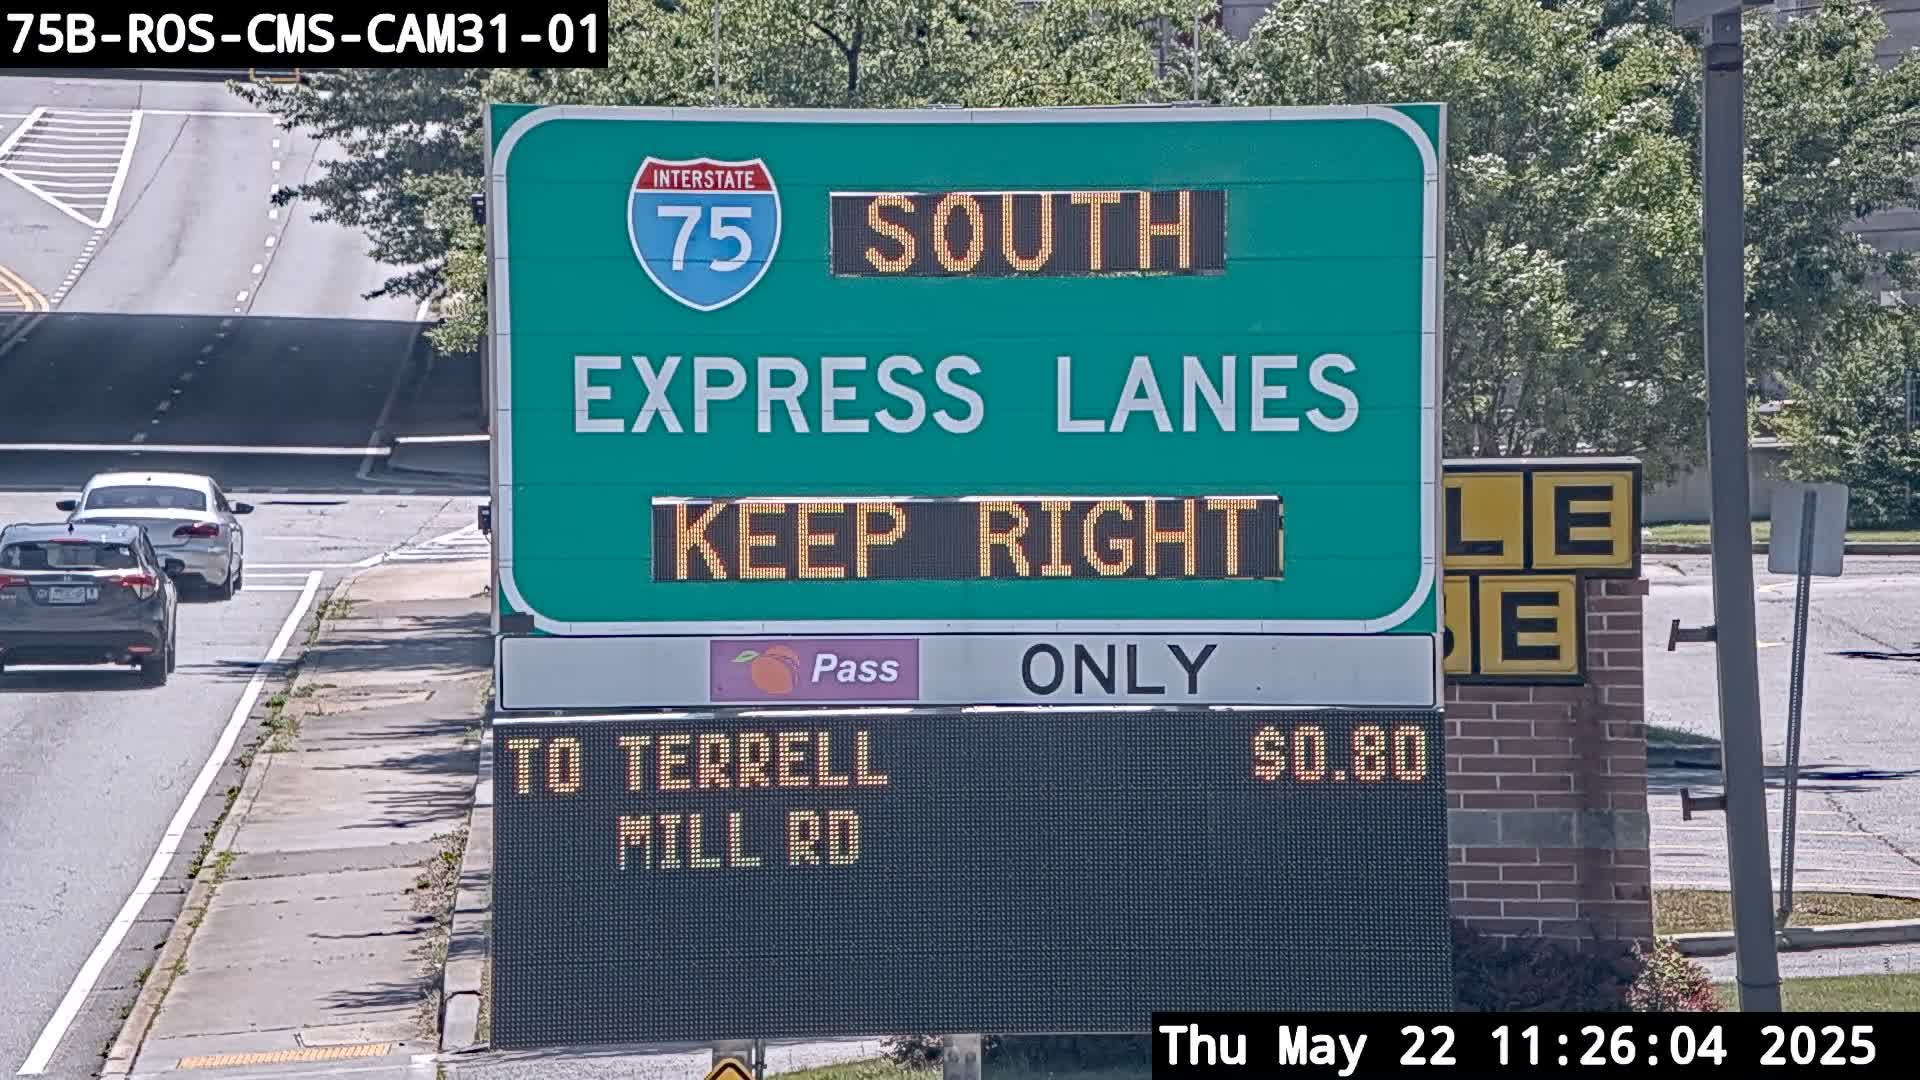 75B-ROS-CMS-CAM31-01
INTERSTATE
75
SOUTH
EXPRESS LANES
KEEP RIGHT
LE
E
Pass ONLY
TO TERRELL $0.80
MILL RD
Thu May 22 11:26:04 2025